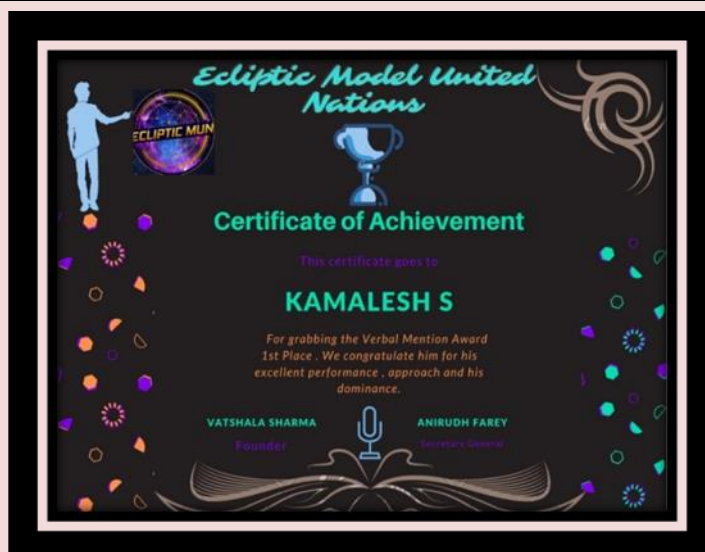 Ecliptic Model United
Nations
ECLIPTIC MUN
Certificate of Achievement
This certificate goes to
KAMALESH S
For grabbing the Verbal Mention Award
1st Place . We congratulate him for his
excellent performance , approach and his
dominance.
VATSHALA SHARMA
ANIRUDH FAREY
Founder
Secretary General